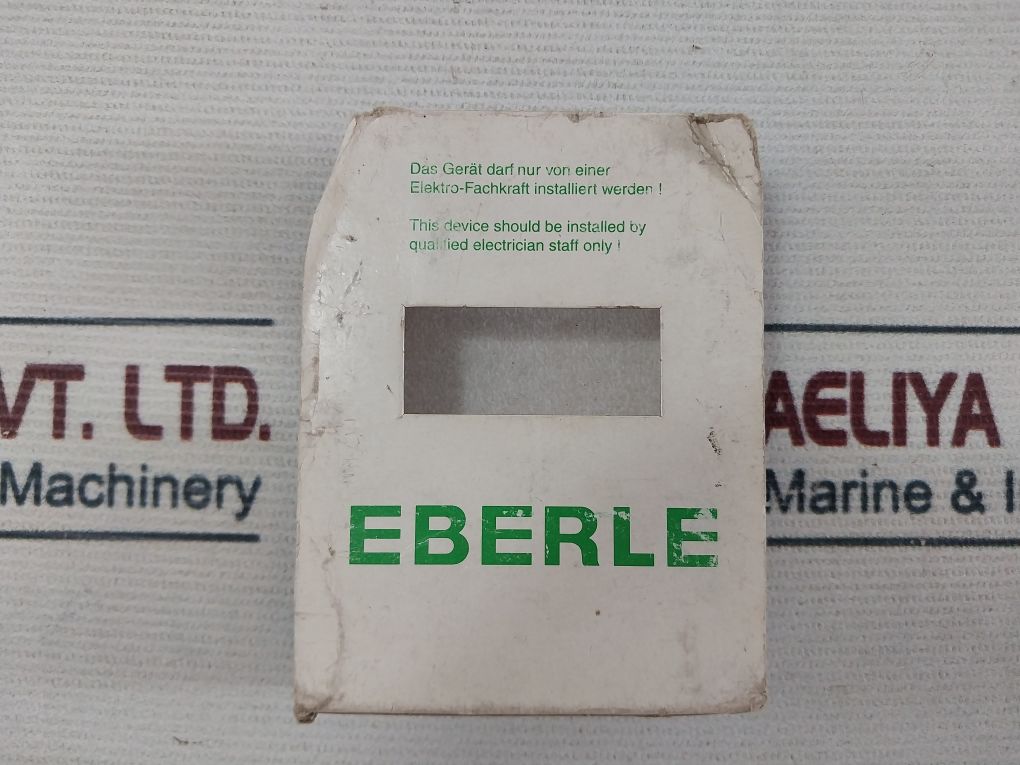 Das Gerät darf nur von einer
Elektro-Fachkraft installiert werden !
This device should be installed by
qualified electrician staff only !
VT. LTD.
Machinery
AELIYA
Marine & I
EBERLE